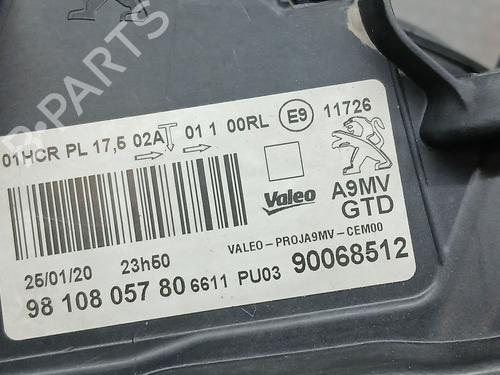 B-PARTS
01HCR PL 17,5 02A 01 1 00RL E9 11726
Valeo
A9MV
GTD
VALEO-PROJA9MV-CEM00
25/01/20 23h50
98 108 057 80 6611 PU03 90068512